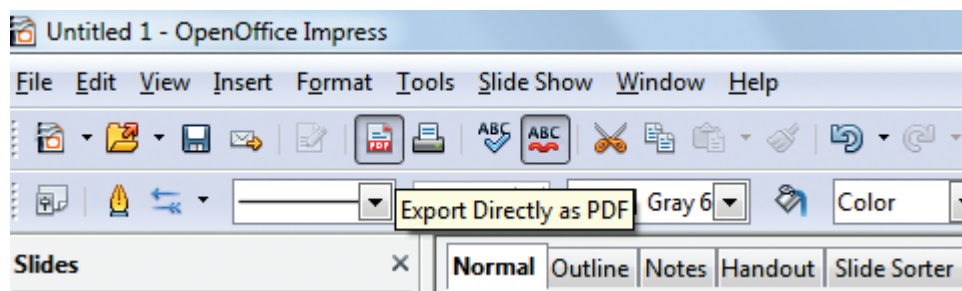 Untitled 1 - OpenOffice Impress
File Edit View Insert Format Tools Slide Show Window Help
PDF ABC ABC
Export Directly as PDF Gray 6 Color
Slides Normal Outline Notes Handout Slide Sorter